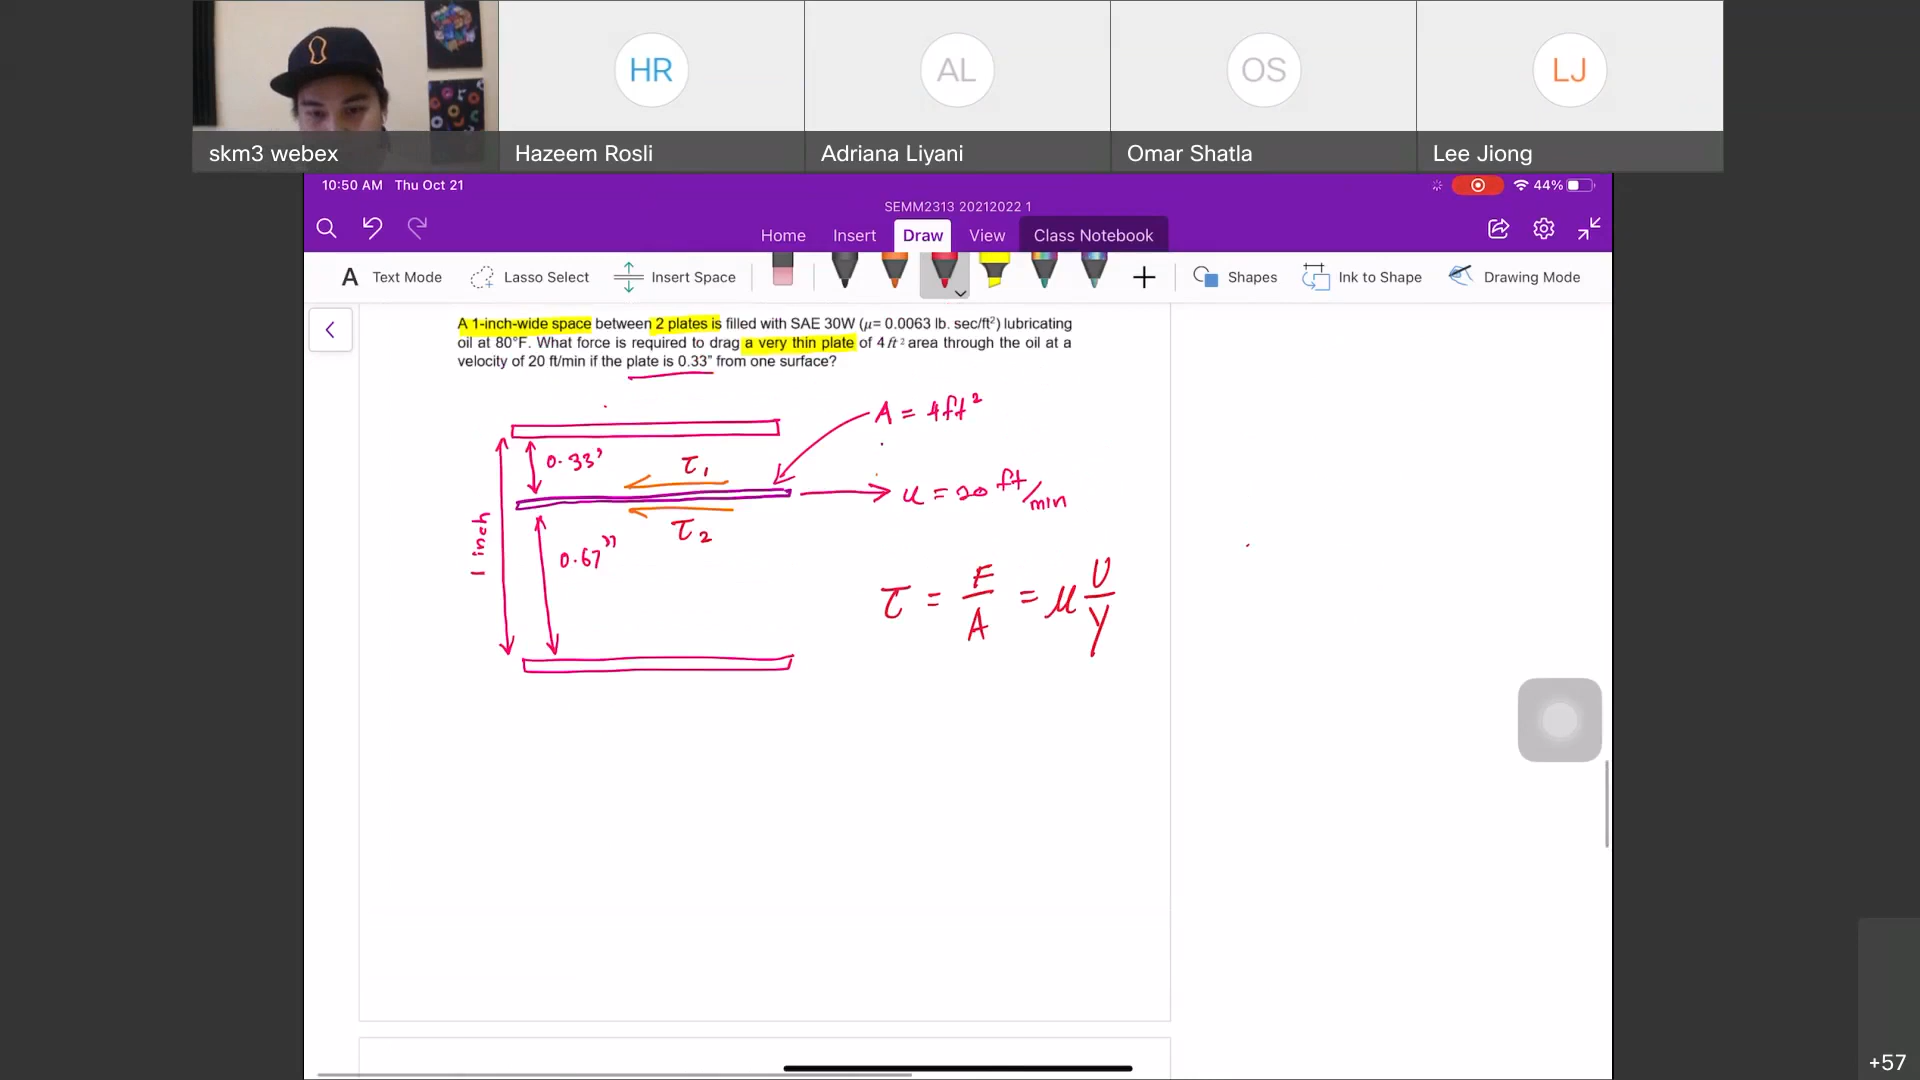 HR
AL
OS
LJ
skm3 webex
Hazeem Rosli
Adriana Liyani
Omar Shatla
Lee Jiong
10:50 AM Thu Oct 21
44%
SEMM2313 20212022 1
Home Insert Draw View Class Notebook
A Text Mode Lasso Select Insert Space Shapes Ink to Shape Drawing Mode
A 1-inch-wide space between 2 plates is filled with SAE 30W (μ= 0.0063 lb. sec/ft²) lubricating
oil at 80°F. What force is required to drag a very thin plate of 4 ft ² area through the oil at a
velocity of 20 ft/min if the plate is 0.33" from one surface?
A = 4ft²
0.33'
τ₁
u = 20 ft/min
τ₂
1 inch
0.67"
τ = F/A = μ U/Y
+57